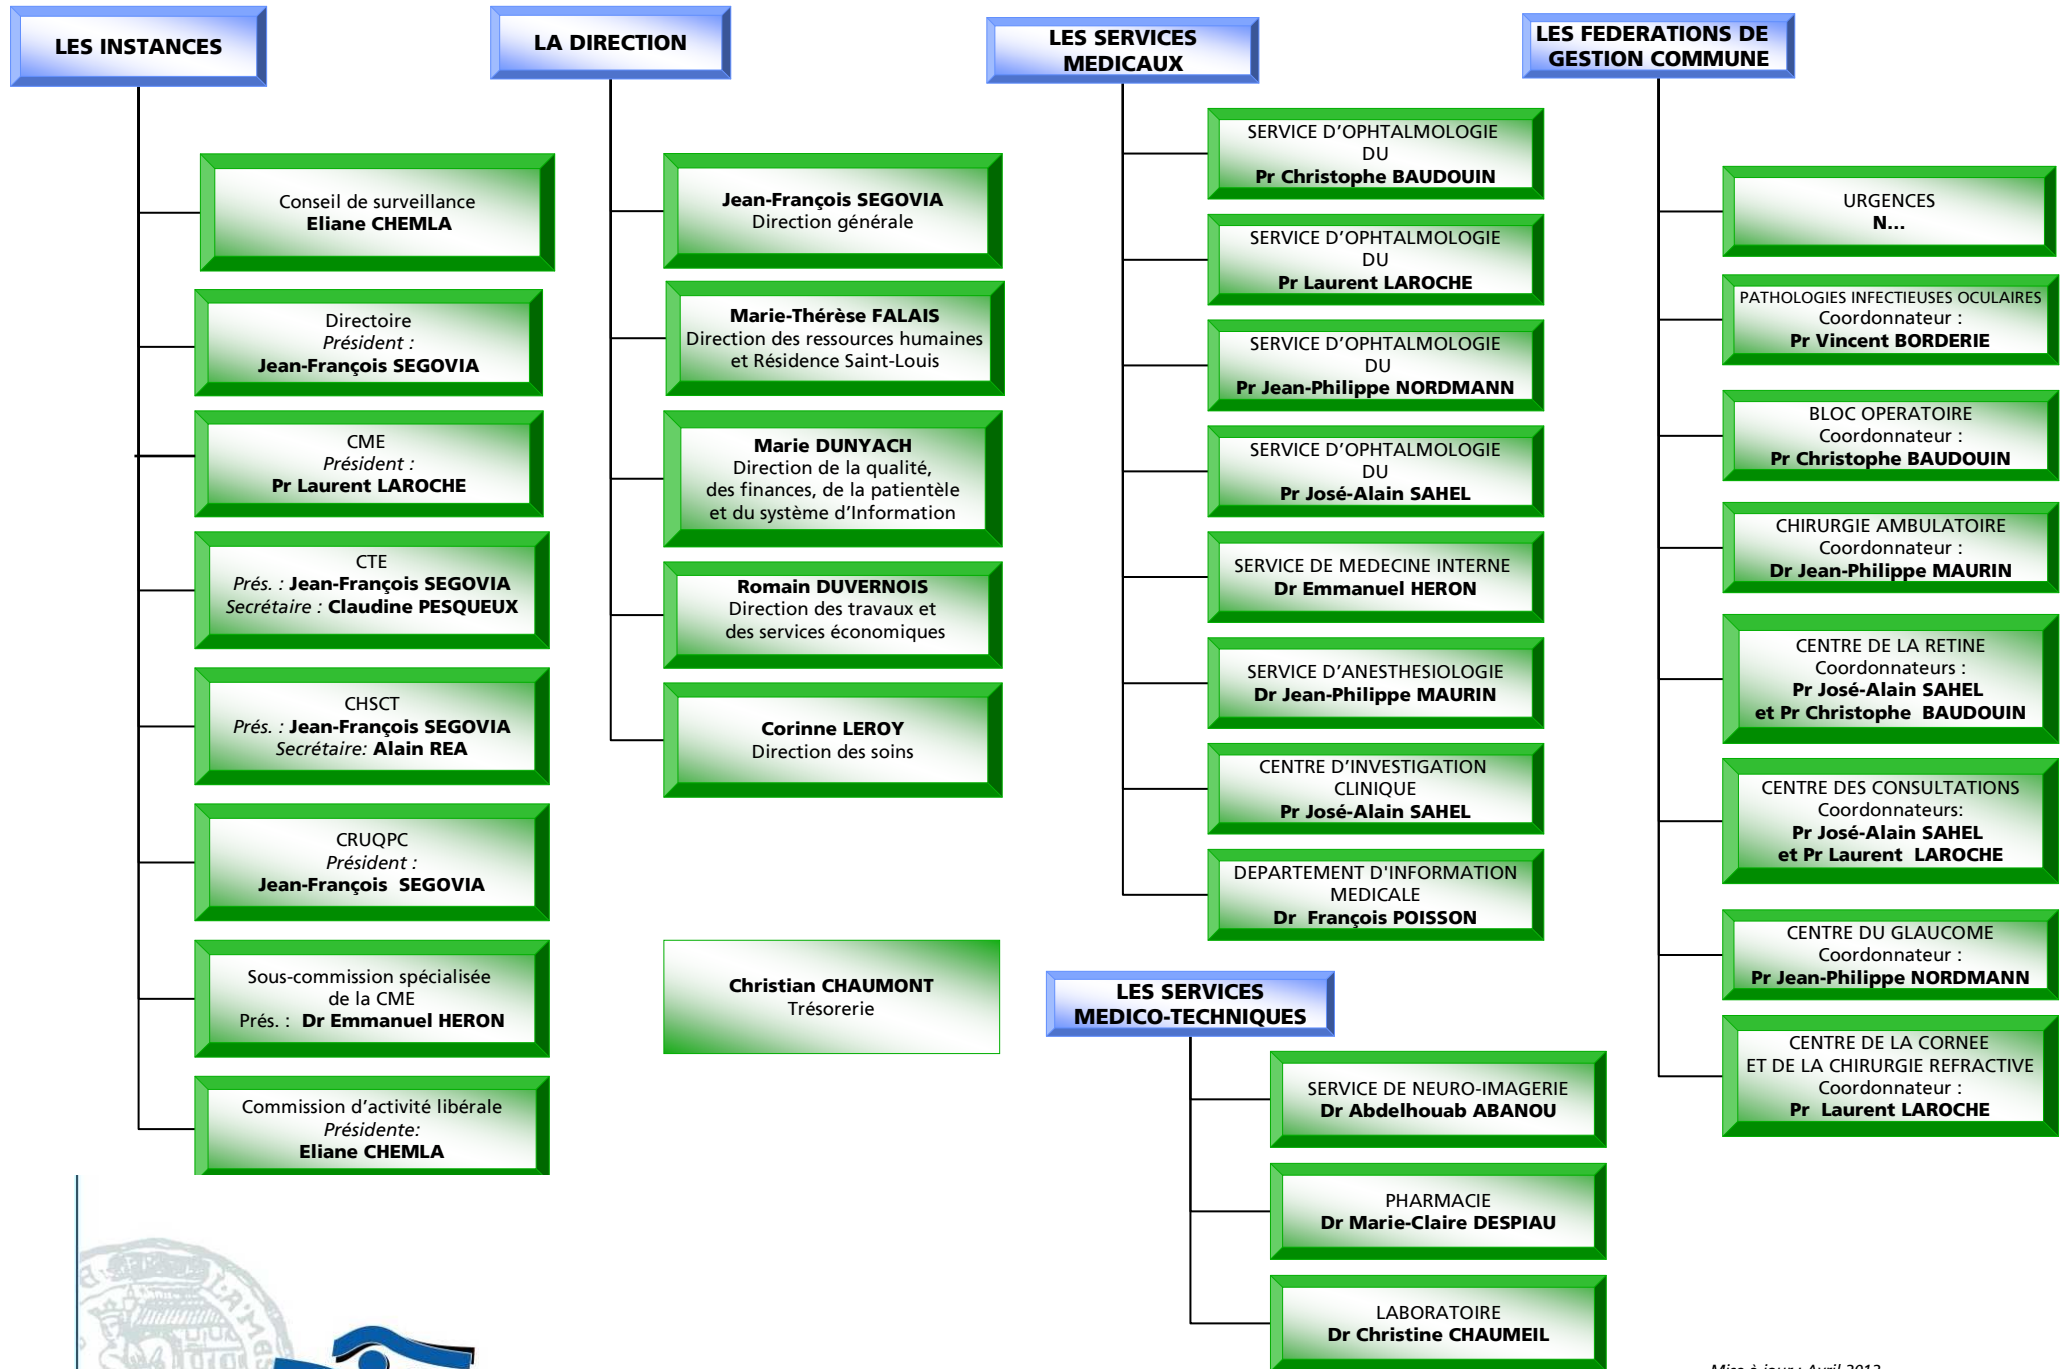 LES INSTANCES
Conseil de surveillance
Eliane CHEMLA
Directoire
Président :
Jean-François SEGOVIA
CME
Président :
Pr Laurent LAROCHE
CTE
Prés. : Jean-François SEGOVIA
Secrétaire : Claudine PESQUEUX
CHSCT
Prés. : Jean-François SEGOVIA
Secrétaire: Alain REA
CRUQPC
Président :
Jean-François SEGOVIA
Sous-commission spécialisée
de la CME
Prés. : Dr Emmanuel HERON
Commission d’activité libérale
Présidente:
Eliane CHEMLA
LA DIRECTION
Jean-François SEGOVIA
Direction générale
Marie-Thérèse FALAIS
Direction des ressources humaines
et Résidence Saint-Louis
Marie DUNYACH
Direction de la qualité,
des finances, de la patientèle
et du système d’Information
Romain DUVERNOIS
Direction des travaux et
des services économiques
Corinne LEROY
Direction des soins
Christian CHAUMONT
Trésorerie
LES SERVICES
MEDICAUX
SERVICE D’OPHTALMOLOGIE
DU
Pr Christophe BAUDOUIN
SERVICE D’OPHTALMOLOGIE
DU
Pr Laurent LAROCHE
SERVICE D’OPHTALMOLOGIE
DU
Pr Jean-Philippe NORDMANN
SERVICE D’OPHTALMOLOGIE
DU
Pr José-Alain SAHEL
SERVICE DE MEDECINE INTERNE
Dr Emmanuel HERON
SERVICE D’ANESTHESIOLOGIE
Dr Jean-Philippe MAURIN
CENTRE D’INVESTIGATION
CLINIQUE
Pr José-Alain SAHEL
DEPARTEMENT D'INFORMATION
MEDICALE
Dr François POISSON
LES SERVICES
MEDICO-TECHNIQUES
SERVICE DE NEURO-IMAGERIE
Dr Abdelhouab ABANOU
PHARMACIE
Dr Marie-Claire DESPIAU
LABORATOIRE
Dr Christine CHAUMEIL
LES FEDERATIONS DE
GESTION COMMUNE
URGENCES
N...
PATHOLOGIES INFECTIEUSES OCULAIRES
Coordonnateur :
Pr Vincent BORDERIE
BLOC OPERATOIRE
Coordonnateur :
Pr Christophe BAUDOUIN
CHIRURGIE AMBULATOIRE
Coordonnateur :
Dr Jean-Philippe MAURIN
CENTRE DE LA RETINE
Coordonnateurs :
Pr José-Alain SAHEL
et Pr Christophe BAUDOUIN
CENTRE DES CONSULTATIONS
Coordonnateurs:
Pr José-Alain SAHEL
et Pr Laurent LAROCHE
CENTRE DU GLAUCOME
Coordonnateur :
Pr Jean-Philippe NORDMANN
CENTRE DE LA CORNEE
ET DE LA CHIRURGIE REFRACTIVE
Coordonnateur :
Pr Laurent LAROCHE
Mise à jour : Avril